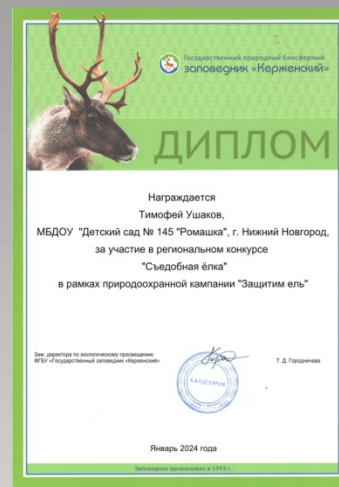 Государственный природный биосферный
заповедник «Керженский»
ДИПЛОМ
Награждается
Тимофей Ушаков,
МБДОУ "Детский сад № 145 "Ромашка", г. Нижний Новгород,
за участие в региональном конкурсе
"Съедобная ёлка"
в рамках природоохранной кампании "Защитим ель"
Зам. директора по экологическому просвещению
ФГБУ «Государственный заповедник «Керженский»
Т. Д. Городничева
КАНЦЕЛЯРИЯ
Январь 2024 года
Заповедник организован в 1993 г.